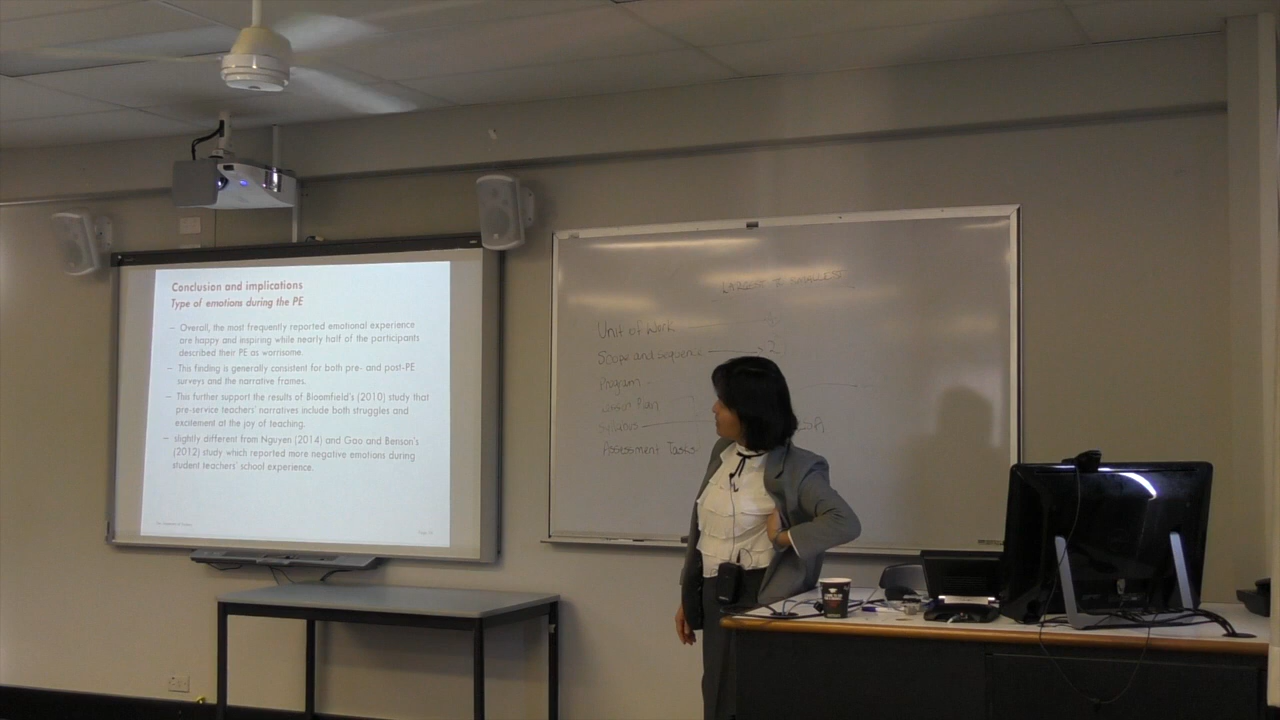 Conclusion and implications
Type of emotions during the PE
– Overall, the most frequently reported emotional experience
are happy and inspiring while nearly half of the participants
described their PE as worrisome.
– This finding is generally consistent for both pre- and post-PE
surveys and the narrative frames.
– This further support the results of Bloomfield's (2010) study that
pre-service teachers' narratives include both struggles and
excitement at the joy of teaching.
– slightly different from Nguyen (2014) and Gao and Benson's
(2012) study which reported more negative emotions during
student teachers' school experience.
LARGEST to SMALLEST
Unit of Work
Scope and sequence 2
Program
Lesson Plan
Syllabus
Assessment Tasks